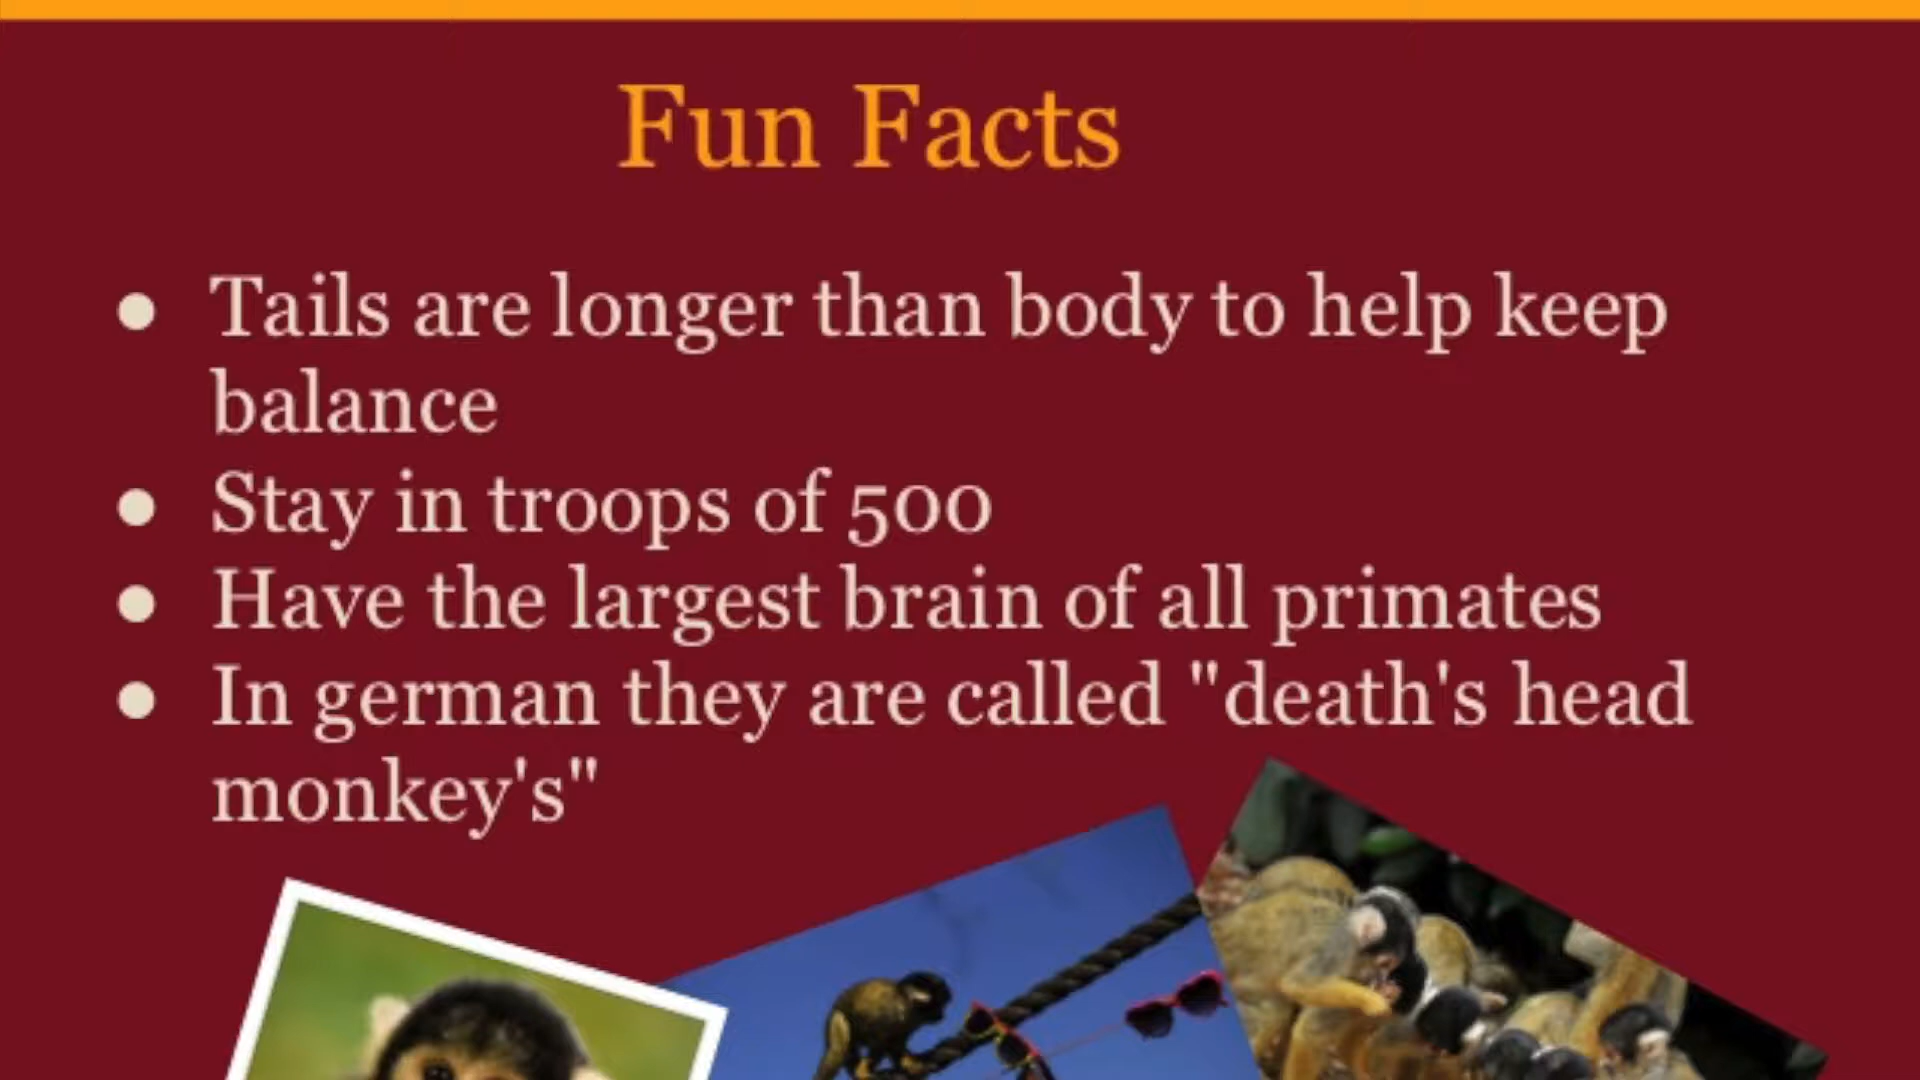 Fun Facts
● Tails are longer than body to help keep
balance
● Stay in troops of 500
● Have the largest brain of all primates
● In german they are called "death's head
monkey's"